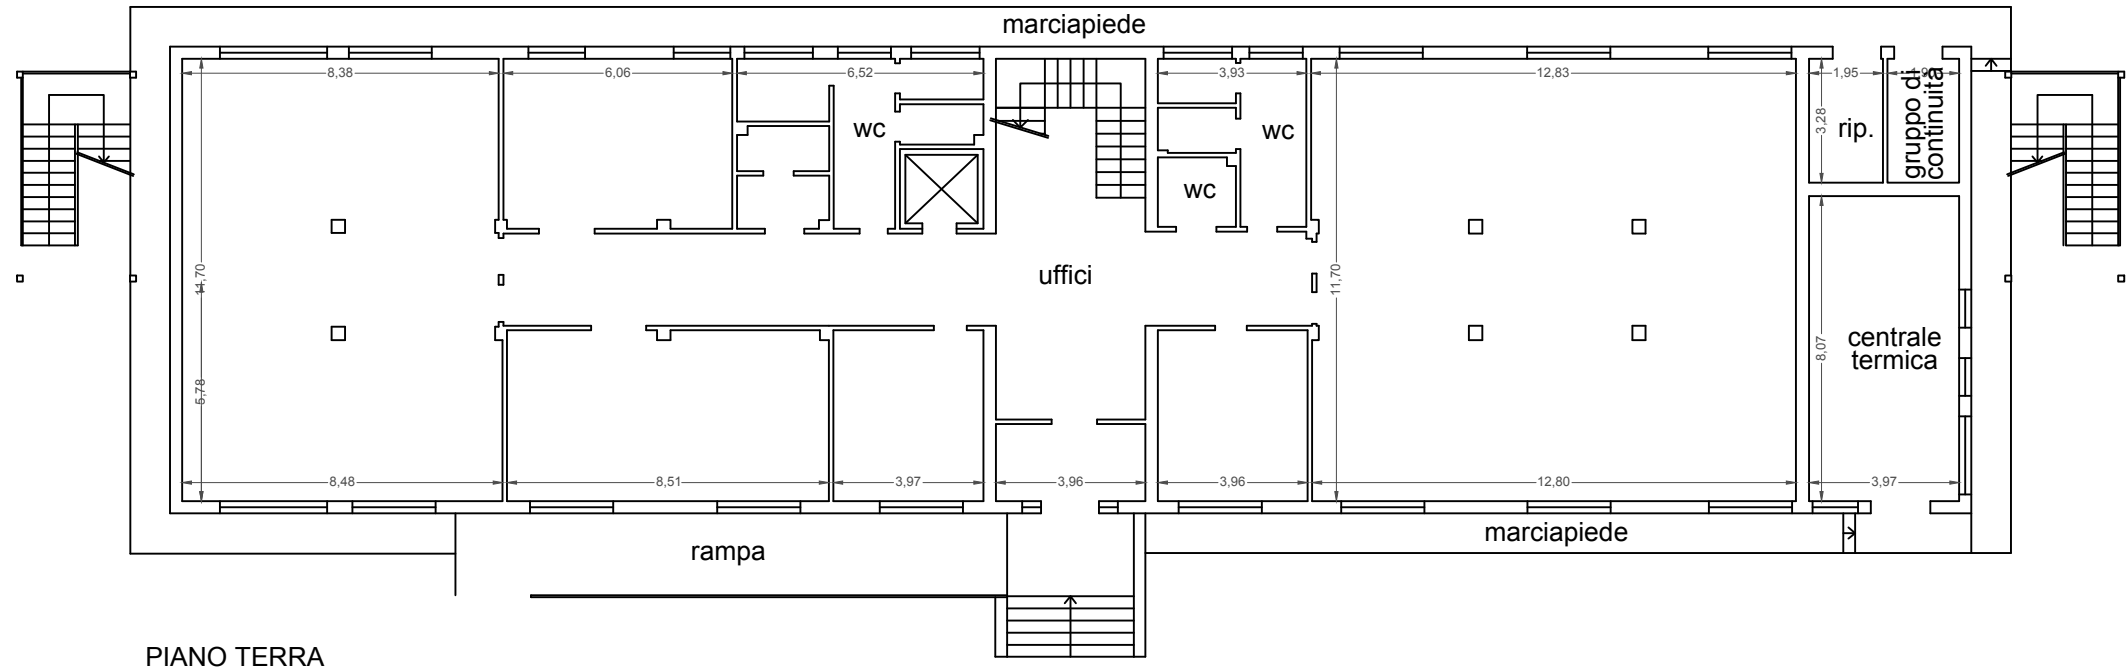 marciapiede
8,38
6,06
6,52
3,93
12,83
1,95
gruppo di
continuita
wc
wc
3,28
rip.
wc
uffici
11,70
11,70
centrale
termica
8,07
5,78
8,48
8,51
3,97
3,96
3,96
12,80
3,97
marciapiede
rampa
PIANO TERRA